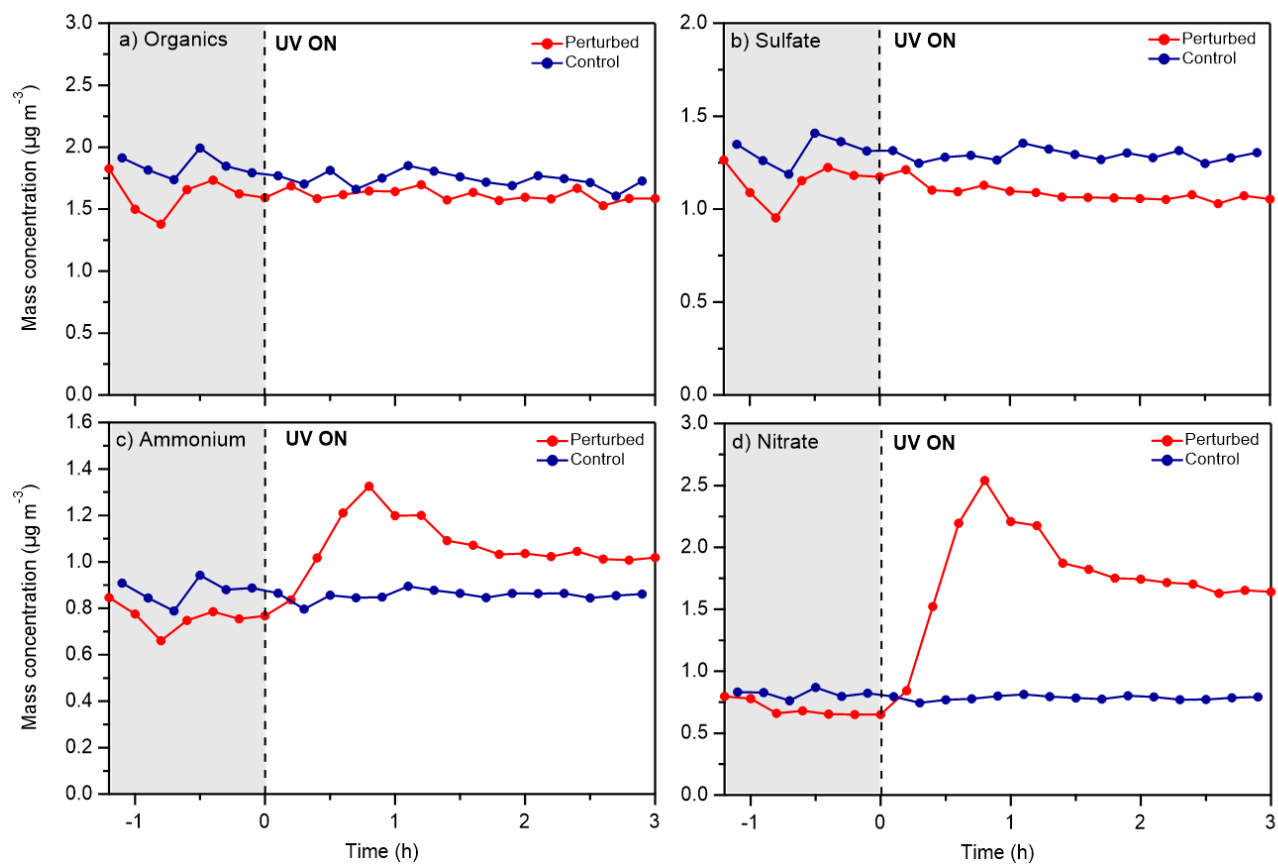 a) Organics
UV ON
Perturbed
Control
3.0
2.5
2.0
1.5
1.0
0.5
0.0
Mass concentration (µg m⁻³)
b) Sulfate
UV ON
Perturbed
Control
2.0
1.5
1.0
0.5
0.0
c) Ammonium
UV ON
Perturbed
Control
1.6
1.4
1.2
1.0
0.8
0.6
0.4
0.2
0.0
Mass concentration (µg m⁻³)
-1 0 1 2 3
Time (h)
d) Nitrate
UV ON
Perturbed
Control
3.0
2.5
2.0
1.5
1.0
0.5
0.0
-1 0 1 2 3
Time (h)